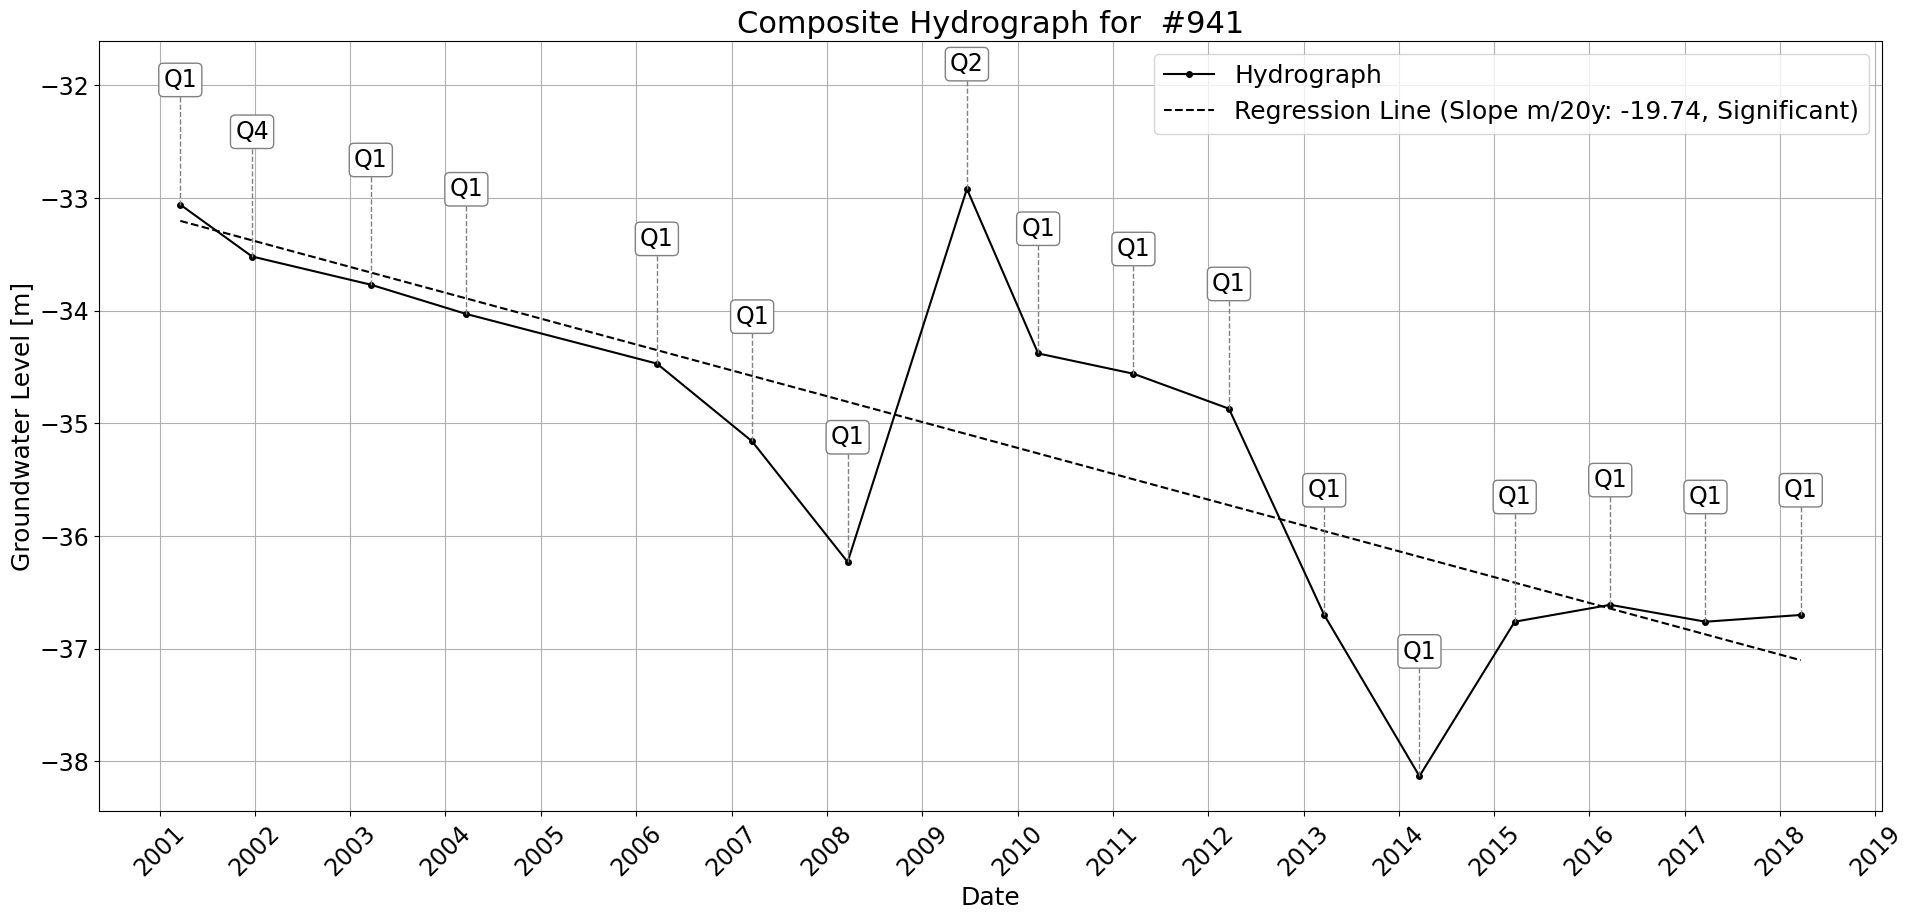 Composite Hydrograph for  #941
Hydrograph
Regression Line (Slope m/20y: -19.74, Significant)
Q1
Q4
Q1
Q1
Q1
Q1
Q1
Q2
Q1
Q1
Q1
Q1
Q1
Q1
Q1
Q1
Q1
Groundwater Level [m]
−32
−33
−34
−35
−36
−37
−38
2001
2002
2003
2004
2005
2006
2007
2008
2009
2010
2011
2012
2013
2014
2015
2016
2017
2018
2019
Date